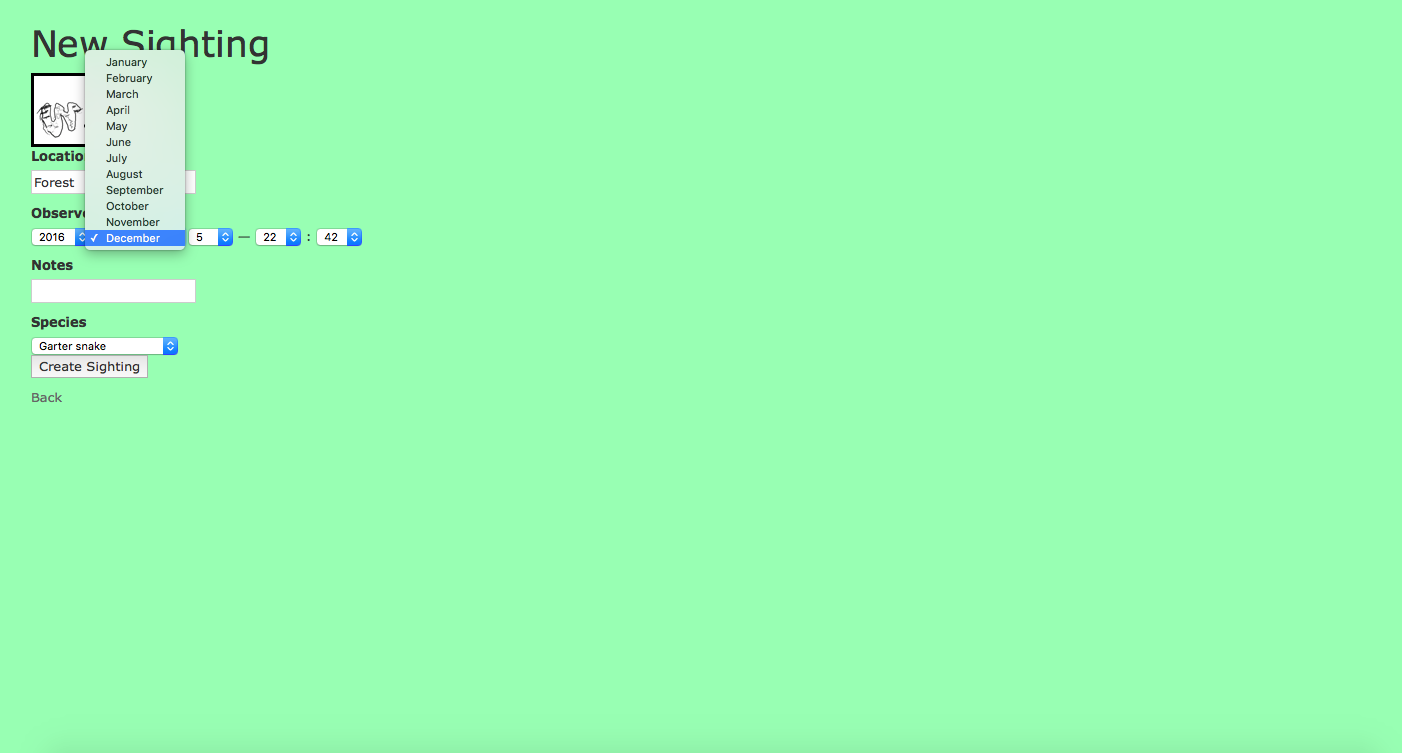 New Sighting
January
February
March
April
May
June
July
August
September
October
November
✓ December
Locatio
Forest
Observe
2016 5 — 22 : 42
Notes
Species
Garter snake
Create Sighting
Back